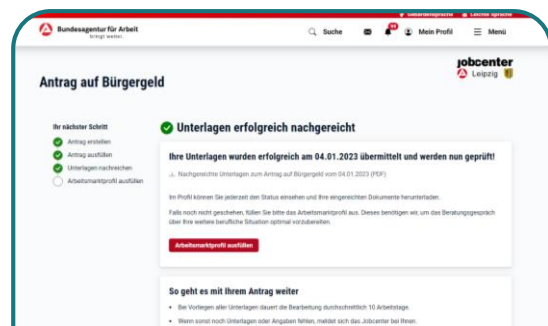 Gebärdensprache Leichte Sprache
Bundesagentur für Arbeit
bringt weiter.
Suche
Mein Profil
Menü
jobcenter
Leipzig
Antrag auf Bürgergeld
Ihr nächster Schritt
Antrag erstellen
Antrag ausfüllen
Unterlagen nachreichen
Arbeitsmarktprofil ausfüllen
Unterlagen erfolgreich nachgereicht
Ihre Unterlagen wurden erfolgreich am 04.01.2023 übermittelt und werden nun geprüft!
Nachgereichte Unterlagen zum Antrag auf Bürgergeld vom 04.01.2023 (PDF)
Im Profil können Sie jederzeit den Status einsehen und Ihre eingereichten Dokumente herunterladen.
Falls noch nicht geschehen, füllen Sie bitte das Arbeitsmarktprofil aus. Dieses benötigen wir, um das Beratungsgespräch
über Ihre weitere berufliche Situation optimal vorzubereiten.
Arbeitsmarktprofil ausfüllen
So geht es mit Ihrem Antrag weiter
• Bei Vorliegen aller Unterlagen dauert die Bearbeitung durchschnittlich 10 Arbeitstage.
• Wenn sonst noch Unterlagen oder Angaben fehlen, meldet sich das Jobcenter bei Ihnen.